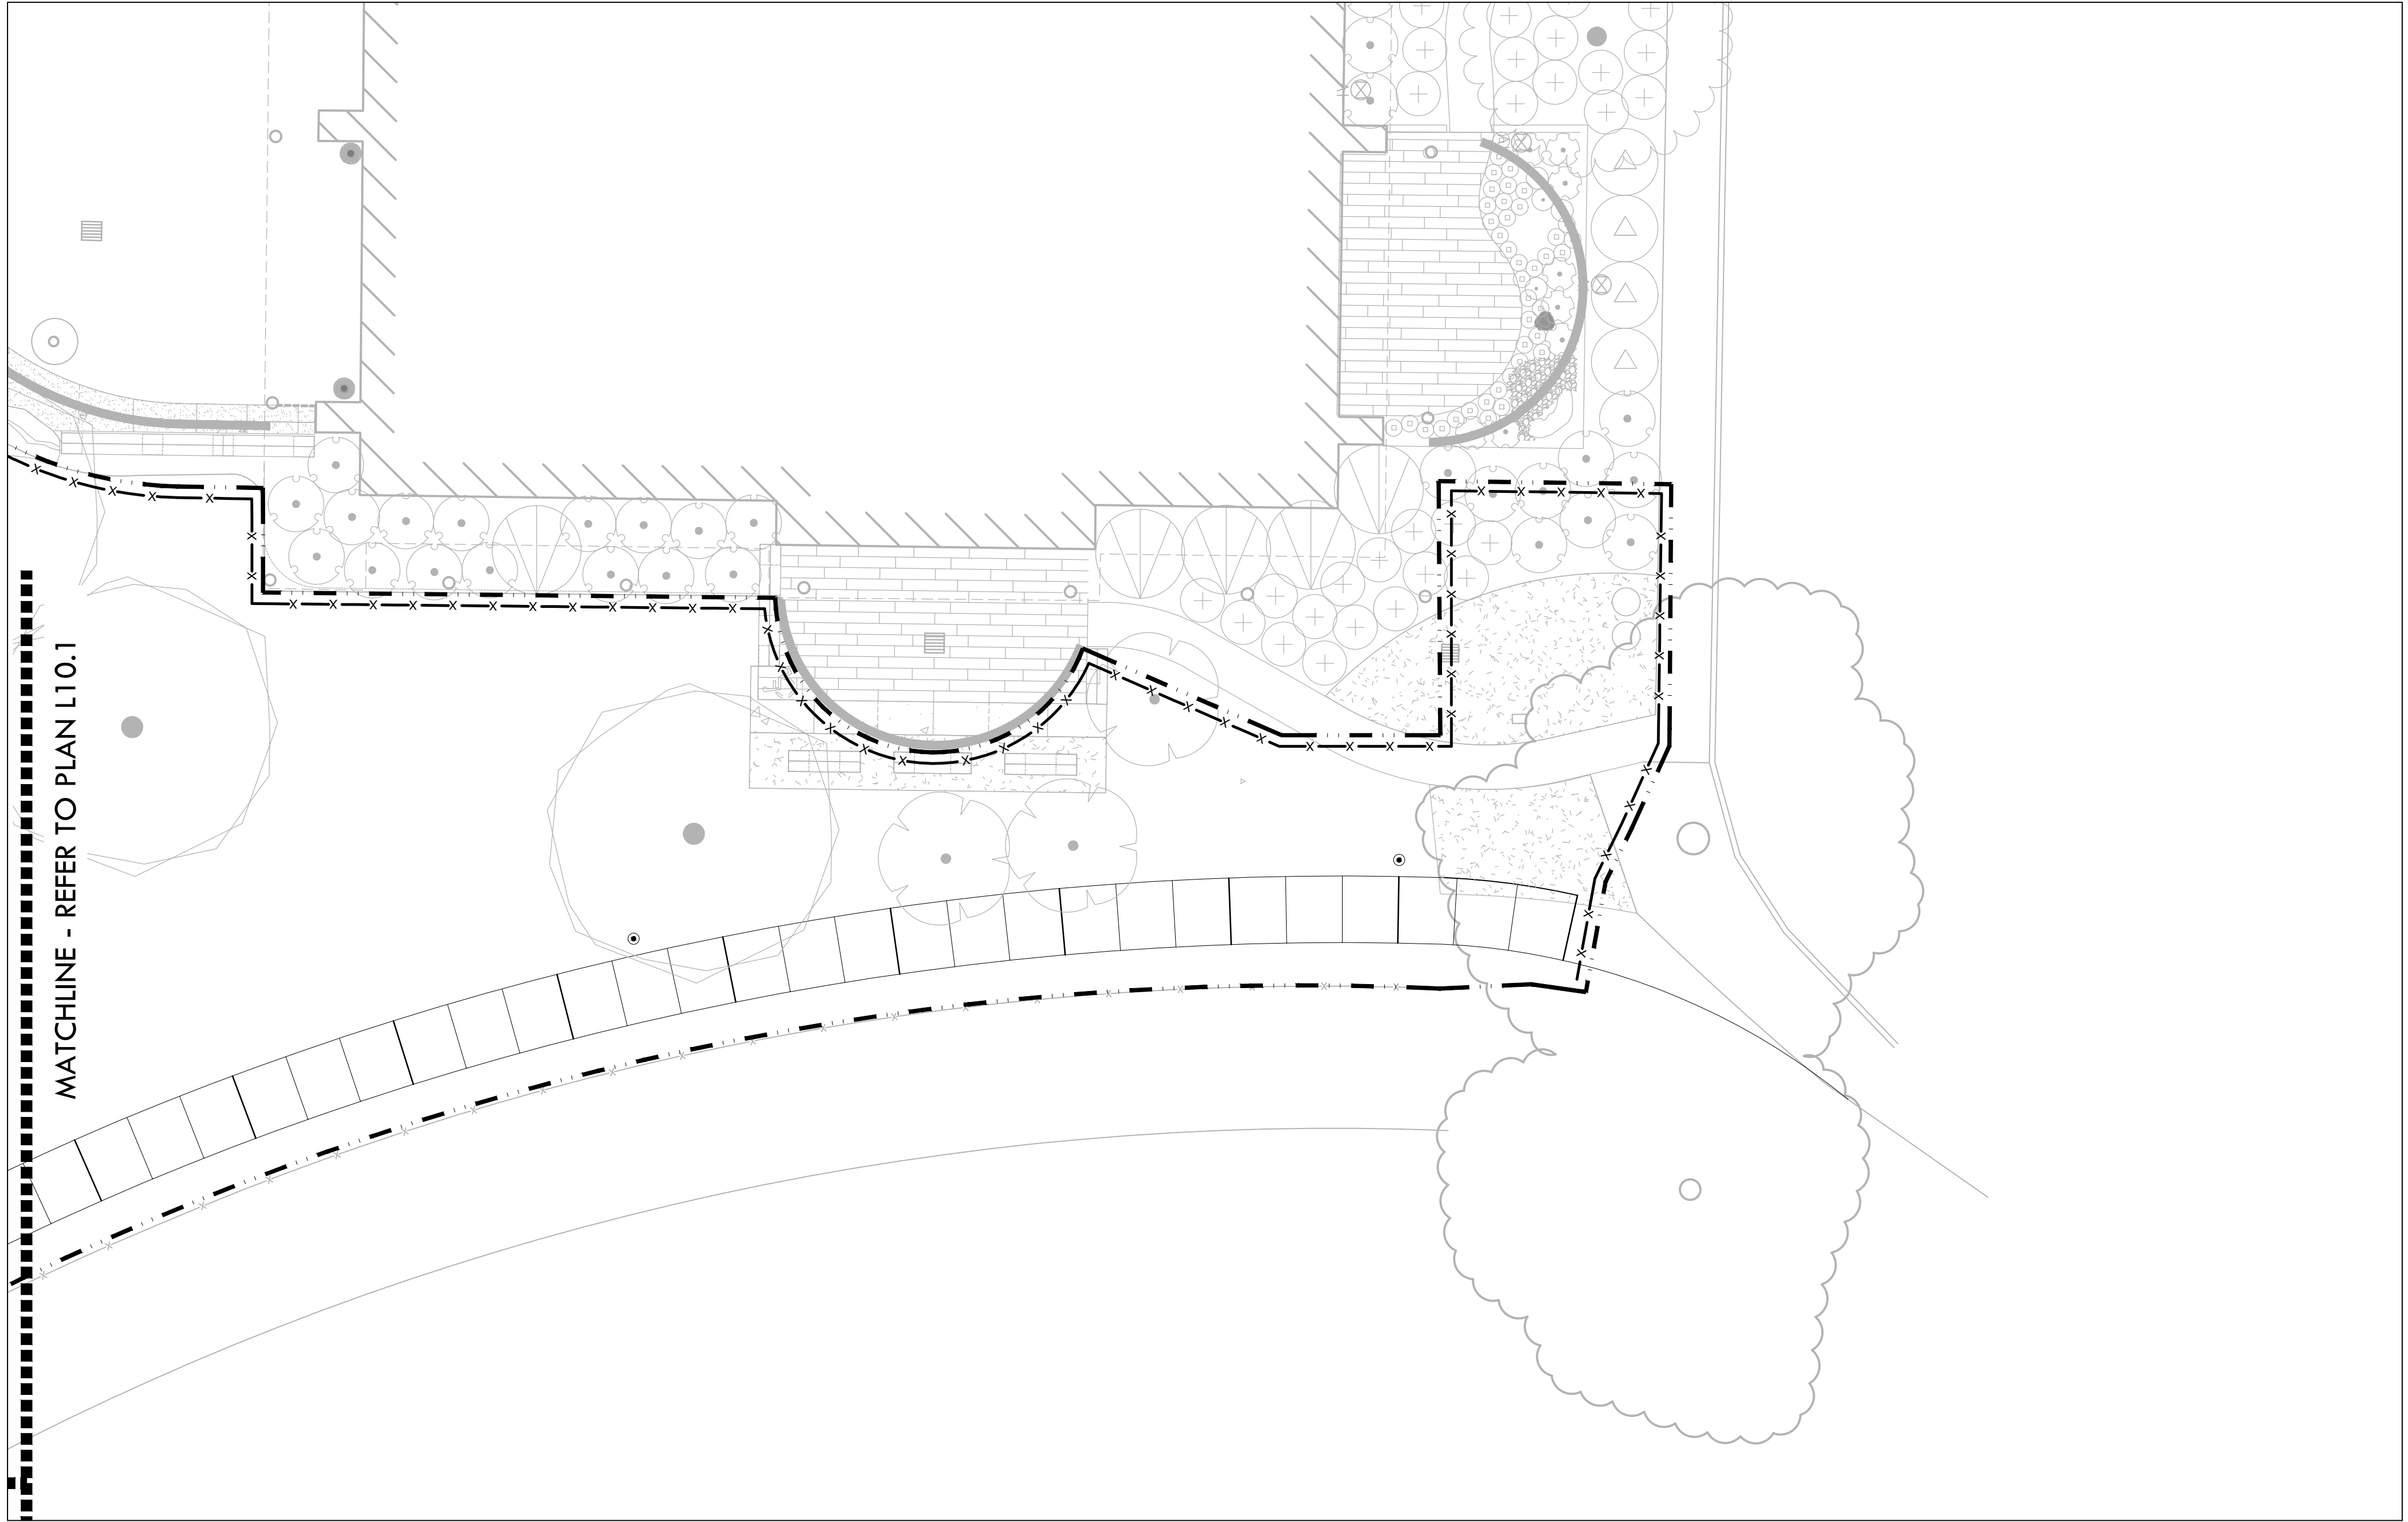 MATCHLINE - REFER TO PLAN L10.1